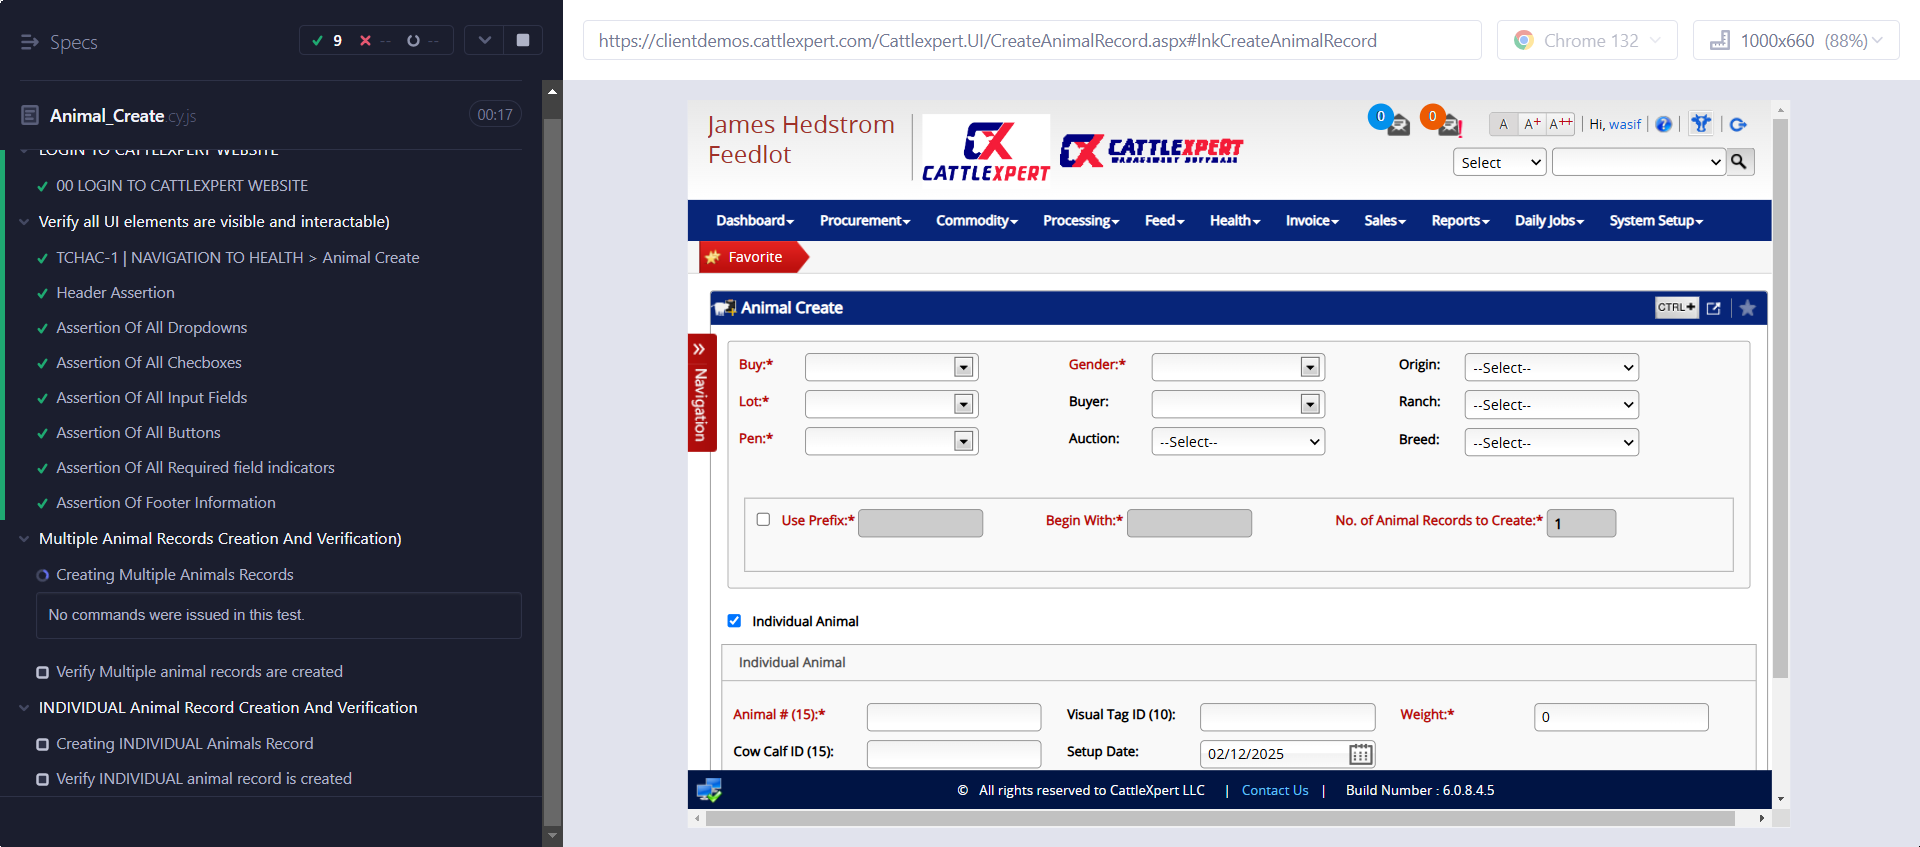 Specs
9
--
--
Animal_Create.cy.js
00:17
LOGIN TO CATTLEXPERT WEBSITE
00 LOGIN TO CATTLEXPERT WEBSITE
Verify all UI elements are visible and interactable)
TCHAC-1 | NAVIGATION TO HEALTH > Animal Create
Header Assertion
Assertion Of All Dropdowns
Assertion Of All Checboxes
Assertion Of All Input Fields
Assertion Of All Buttons
Assertion Of All Required field indicators
Assertion Of Footer Information
Multiple Animal Records Creation And Verification)
Creating Multiple Animals Records
No commands were issued in this test.
Verify Multiple animal records are created
INDIVIDUAL Animal Record Creation And Verification
Creating INDIVIDUAL Animals Record
Verify INDIVIDUAL animal record is created
https://clientdemos.cattlexpert.com/Cattlexpert.UI/CreateAnimalRecord.aspx#lnkCreateAnimalRecord
Chrome 132
1000x660 (88%)
James Hedstrom
Feedlot
CATTLEXPERT
CATTLEXPERT
MANAGEMENT SOFTWARE
0
0
A A+ A++ | Hi, wasif | ? | |
Select
Dashboard Procurement Commodity Processing Feed Health Invoice Sales Reports Daily Jobs System Setup
Favorite
Animal Create
CTRL+
Navigation
Buy:* Gender:* Origin: --Select--
Lot:* Buyer: Ranch: --Select--
Pen:* Auction: --Select-- Breed: --Select--
Use Prefix:* Begin With:* No. of Animal Records to Create:* 1
Individual Animal
Individual Animal
Animal # (15):* Visual Tag ID (10): Weight:* 0
Cow Calf ID (15): Setup Date: 02/12/2025
© All rights reserved to CattleXpert LLC | Contact Us | Build Number : 6.0.8.4.5